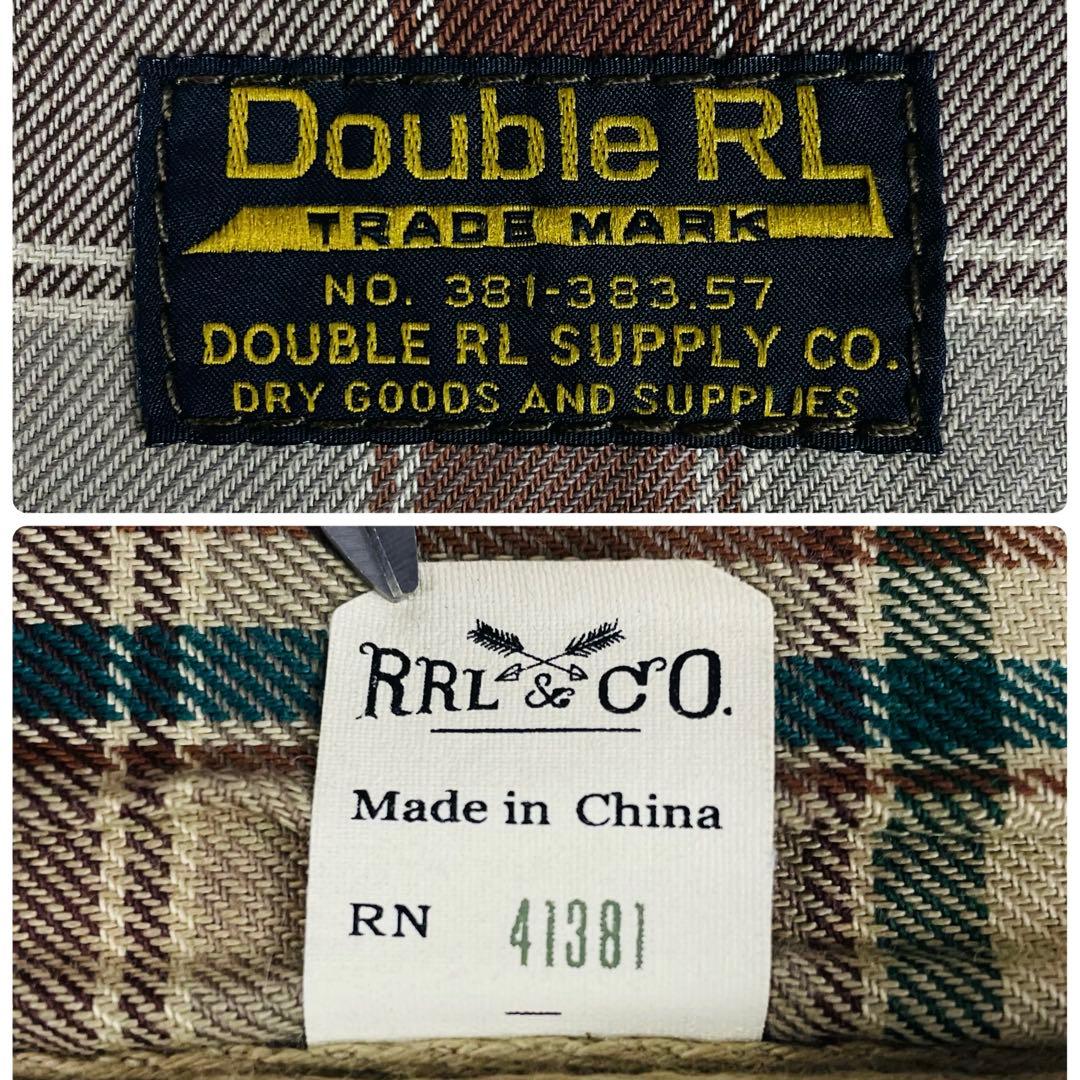 Double RL
TRADE MARK
NO. 381-383.57
DOUBLE RL SUPPLY CO.
DRY GOODS AND SUPPLIES
RRL & CO.
Made in China
RN 41381